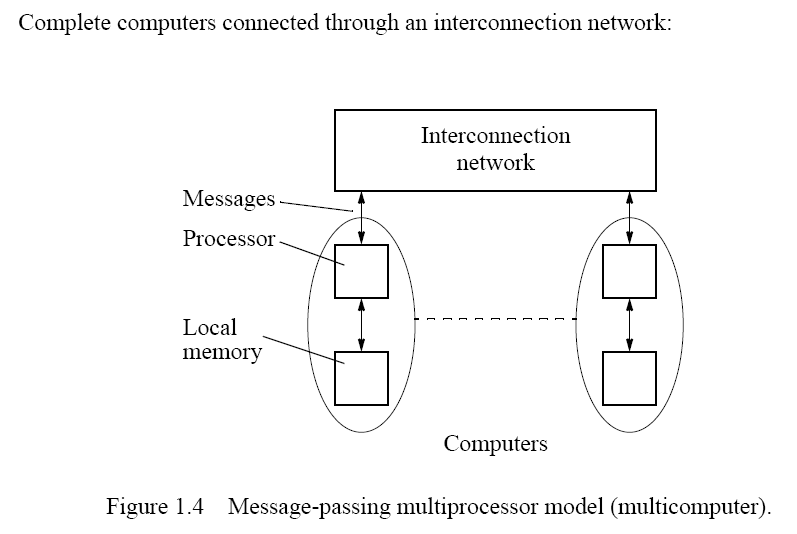 Complete computers connected through an interconnection network:
Interconnection
network
Messages
Processor
Local
memory
Computers
Figure 1.4 Message-passing multiprocessor model (multicomputer).